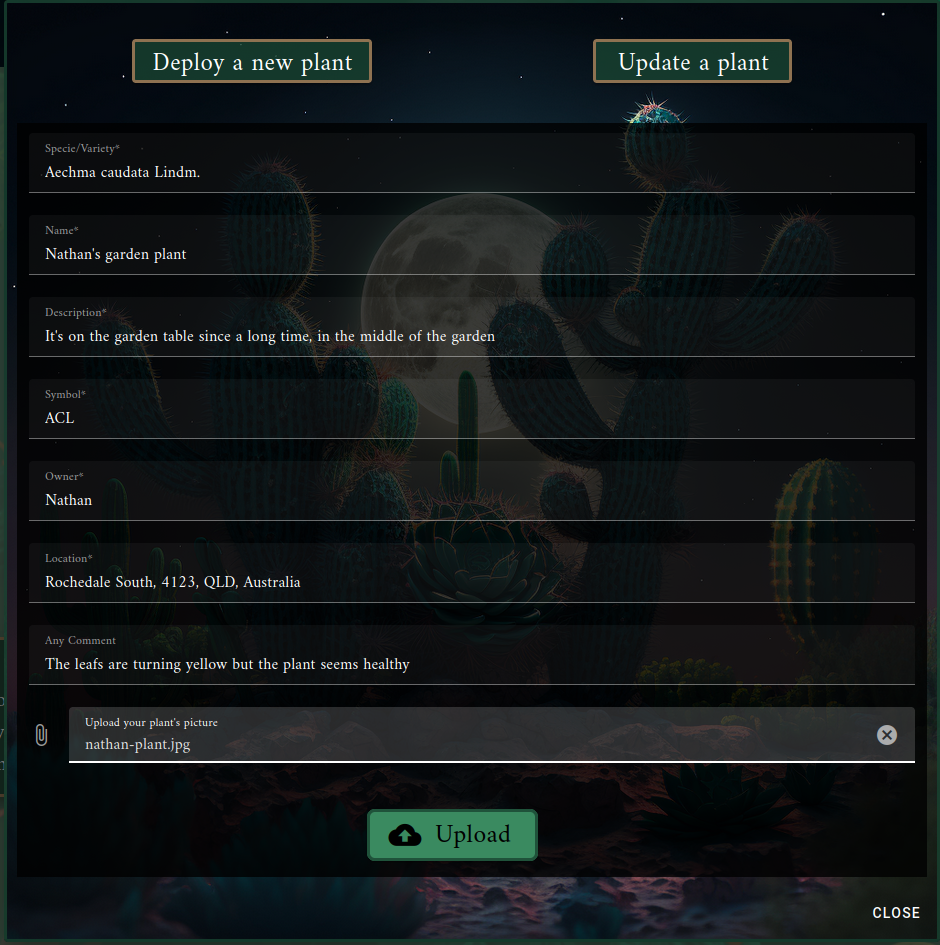 Deploy a new plant
Update a plant
Specie/Variety*
Aechma caudata Lindm.
Name*
Nathan's garden plant
Description*
It's on the garden table since a long time, in the middle of the garden
Symbol*
ACL
Owner*
Nathan
Location*
Rochedale South, 4123, QLD, Australia
Any Comment
The leafs are turning yellow but the plant seems healthy
Upload your plant's picture
nathan-plant.jpg
Upload
CLOSE